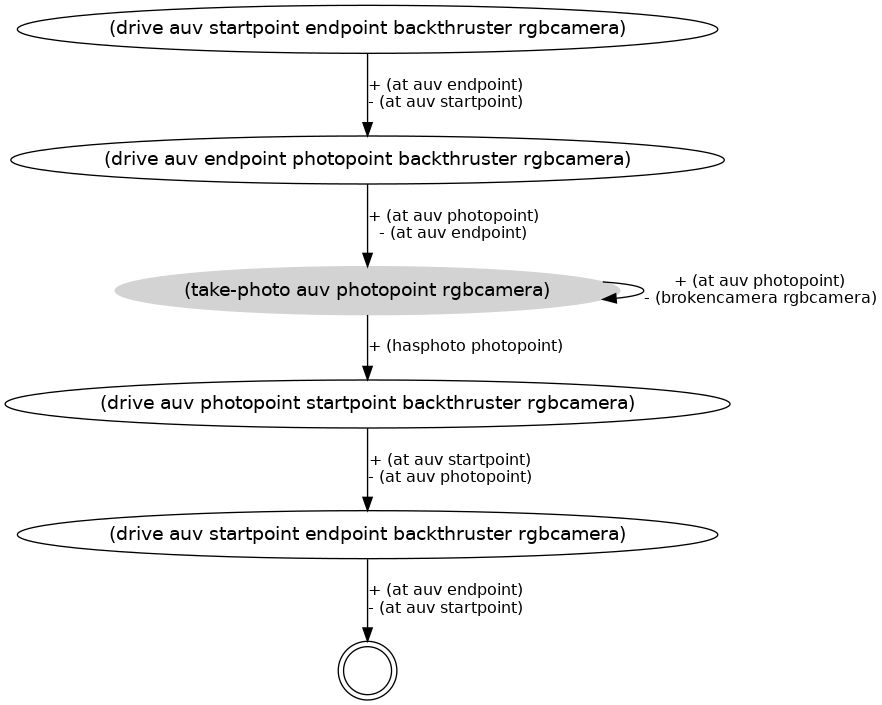 (drive auv startpoint endpoint backthruster rgbcamera)
+ (at auv endpoint)
- (at auv startpoint)
(drive auv endpoint photopoint backthruster rgbcamera)
+ (at auv photopoint)
- (at auv endpoint)
(take-photo auv photopoint rgbcamera)
+ (at auv photopoint)
- (brokencamera rgbcamera)
+ (hasphoto photopoint)
(drive auv photopoint startpoint backthruster rgbcamera)
+ (at auv startpoint)
- (at auv photopoint)
(drive auv startpoint endpoint backthruster rgbcamera)
+ (at auv endpoint)
- (at auv startpoint)